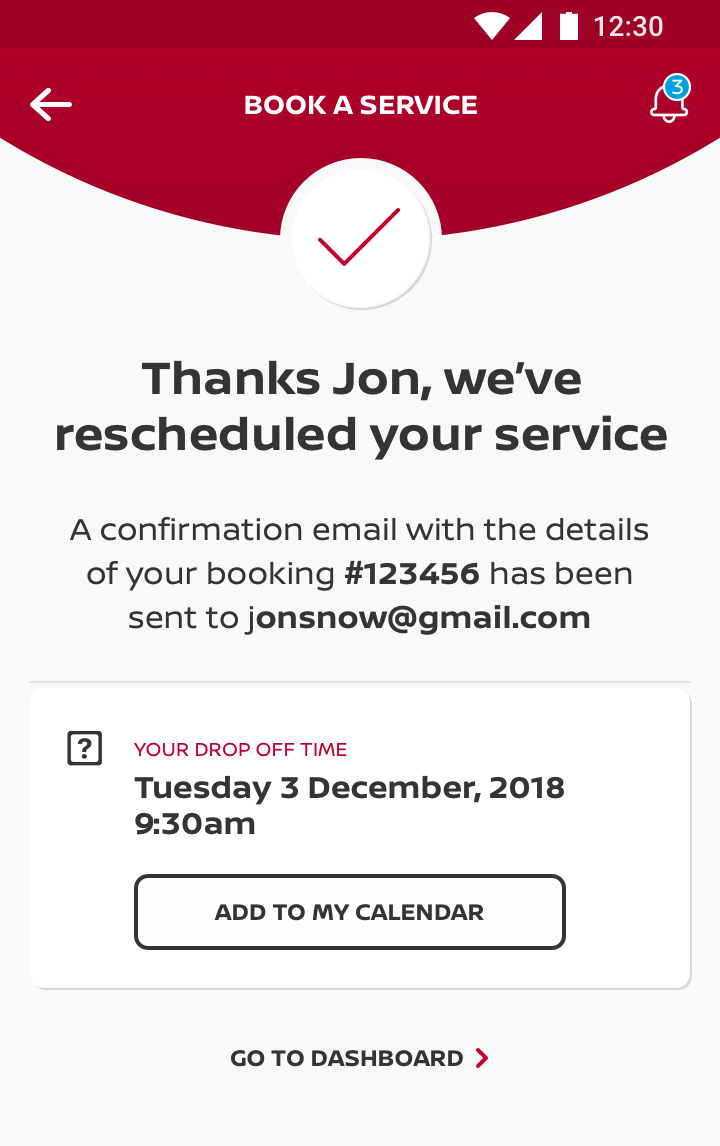 12:30
BOOK A SERVICE
3
Thanks Jon, we’ve
rescheduled your service
A confirmation email with the details
of your booking #123456 has been
sent to jonsnow@gmail.com
?
YOUR DROP OFF TIME
Tuesday 3 December, 2018
9:30am
ADD TO MY CALENDAR
GO TO DASHBOARD